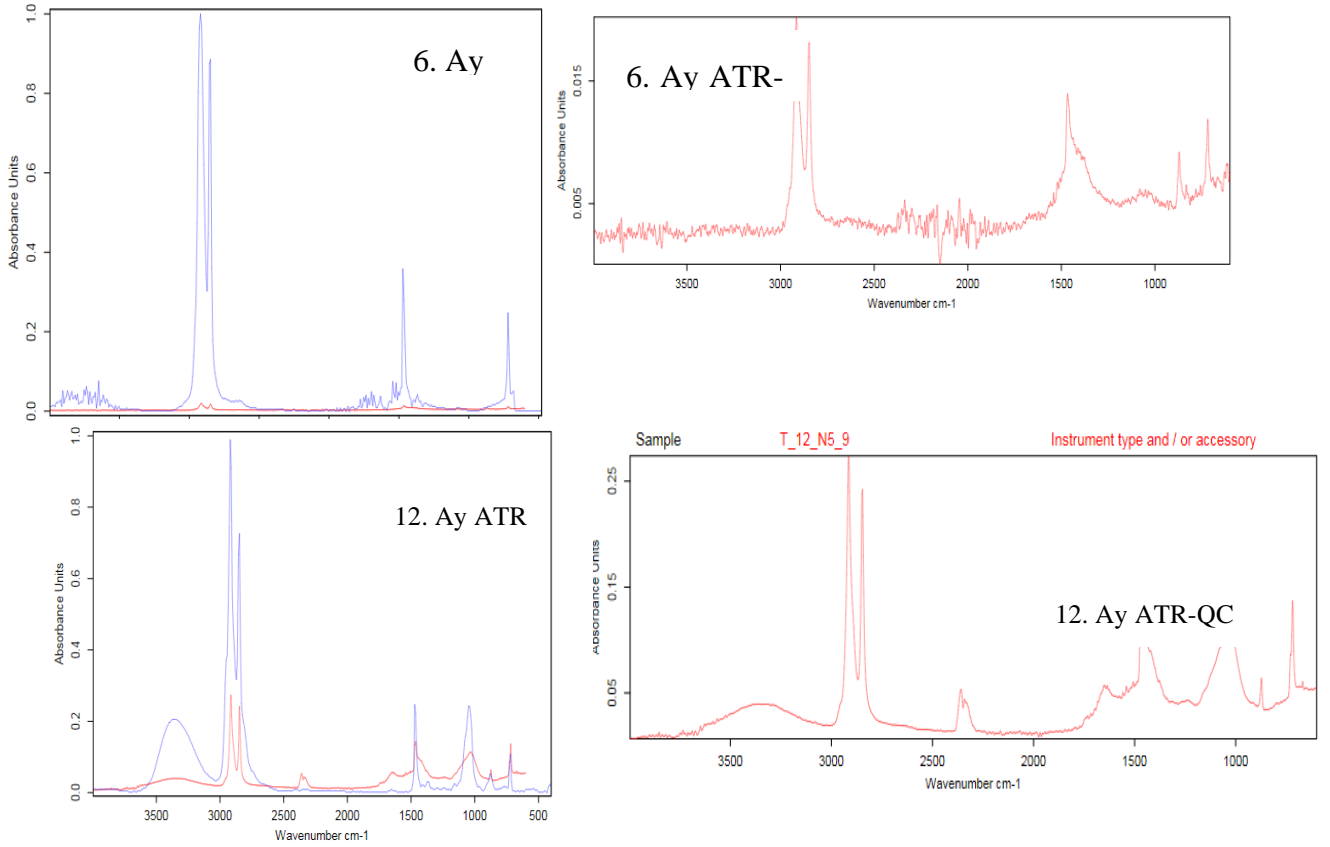 6. Ay
Absorbance Units
1.0
0.8
0.6
0.4
0.2
0.0
6. Ay ATR-
Absorbance Units
0.015
0.005
3500 3000 2500 2000 1500 1000
Wavenumber cm-1
12. Ay ATR
Absorbance Units
1.0
0.8
0.6
0.4
0.2
0.0
3500 3000 2500 2000 1500 1000 500
Wavenumber cm-1
Sample T_12_N5_9 Instrument type and / or accessory
12. Ay ATR-QC
Absorbance Units
0.25
0.15
0.05
3500 3000 2500 2000 1500 1000
Wavenumber cm-1